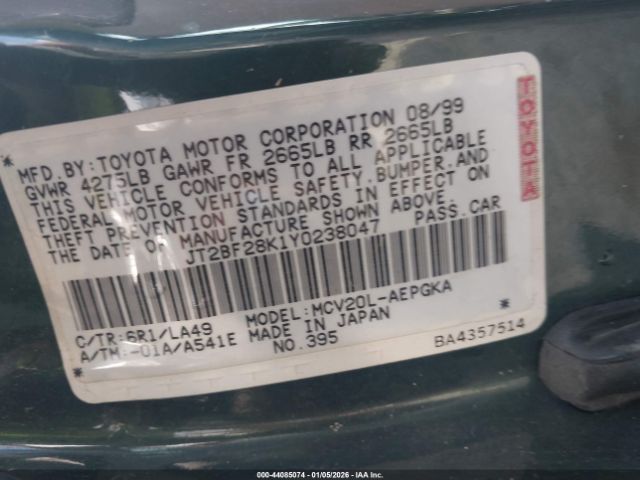 MFD.BY:TOYOTA MOTOR CORPORATION 08/99
GVWR 4275LB GAWR FR 2665LB RR 2665LB
THIS VEHICLE CONFORMS TO ALL APPLICABLE
FEDERAL MOTOR VEHICLE SAFETY,BUMPER,AND
THEFT PREVENTION STANDARDS IN EFFECT ON
THE DATE OF MANUFACTURE SHOWN ABOVE.
JT2BF28K1Y0238047 PASS.CAR
C/TR:6R1/LA49 MODEL:MCV20L-AEPGKA
A/TM:-01A/A541E MADE IN JAPAN
NO.395
BA4357514
TOYOTA
000-44085074 - 01/05/2026 - IAA Inc.